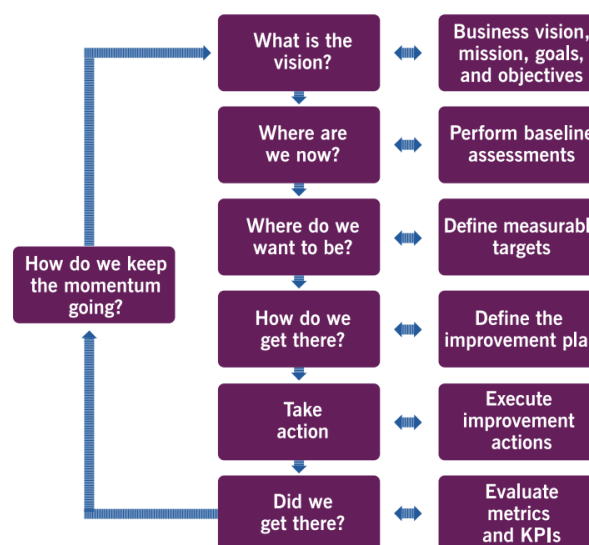 What is the
vision?
Business vision,
mission, goals,
and objectives
Where are
we now?
Perform baseline
assessments
Where do we
want to be?
Define measurabl
targets
How do we keep
the momentum
going?
How do we
get there?
Define the
improvement pla
Take
action
Execute
improvement
actions
Did we
get there?
Evaluate
metrics
and KPIs